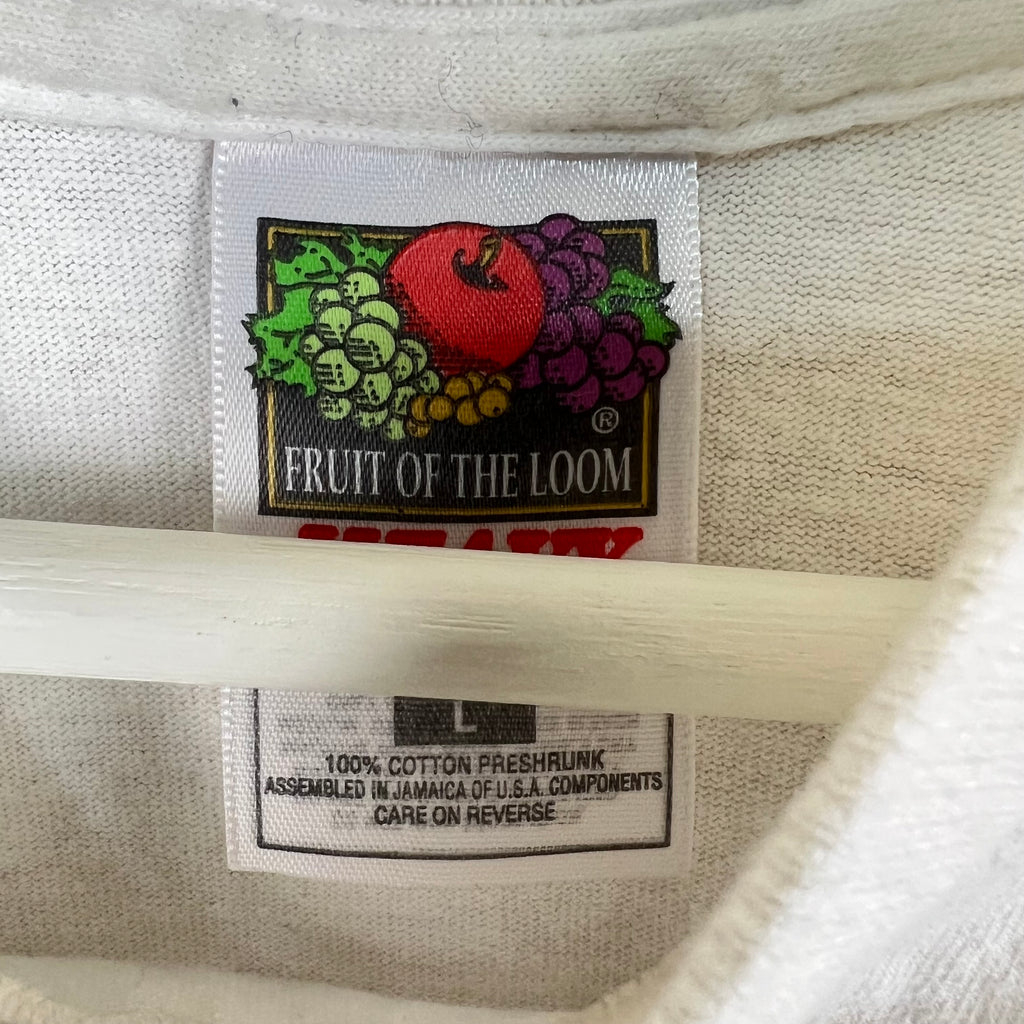 ®
FRUIT OF THE LOOM
L
100% COTTON PRESHRUNK
ASSEMBLED IN JAMAICA OF U.S.A. COMPONENTS
CARE ON REVERSE